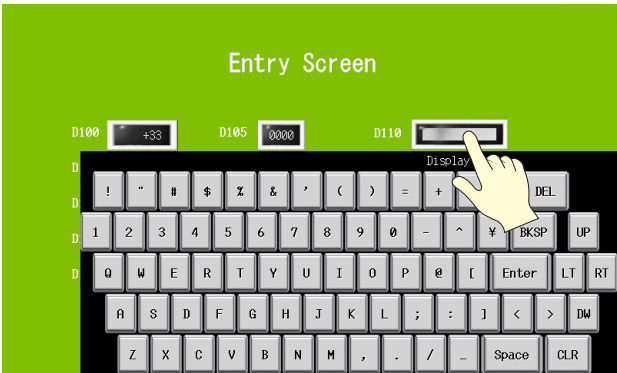 Entry Screen
D100 +33 D105 0000 D110
D Display
! " # $ % & ' ( ) = + DEL
D
1 2 3 4 5 6 7 8 9 0 - ^ ¥ BKSP UP
D
Q W E R T Y U I O P @ [ Enter LT RT
D
A S D F G H J K L ; : ] < > DW
Z X C V B N M , . / _ Space CLR